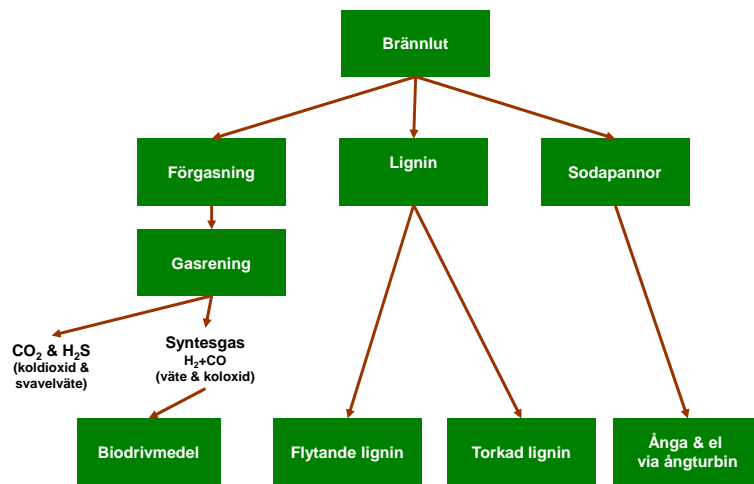 Brännlut
Förgasning
Lignin
Sodapannor
Gasrening
CO₂ & H₂S
(koldioxid &
svavelväte)
Syntesgas
H₂+CO
(väte & koloxid)
Biodrivmedel
Flytande lignin
Torkad lignin
Ånga & el
via ångturbin